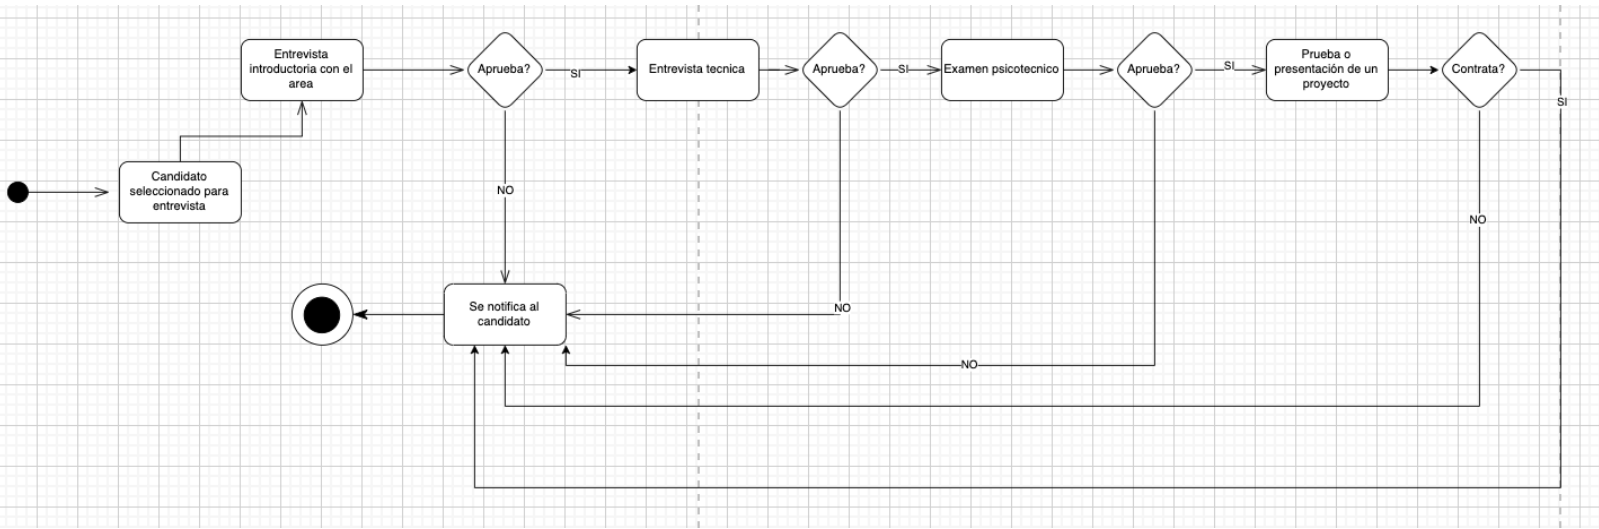 Entrevista
introductoria con el
area
Aprueba?
SI
Entrevista tecnica
Aprueba?
SI
Examen psicotecnico
Aprueba?
SI
Prueba o
presentación de un
proyecto
Contrata?
SI
Candidato
seleccionado para
entrevista
NO
NO
Se notifica al
candidato
NO
NO